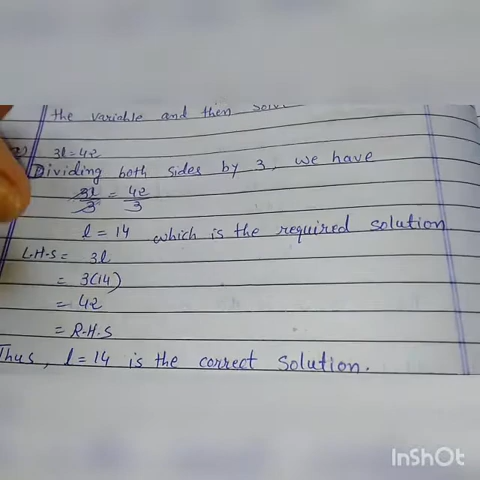 the variable and then solve
3l = 42
Dividing both sides by 3, we have
3l/3 = 42/3
l = 14 which is the required solution
L.H.S = 3l
= 3(14)
= 42
= R.H.S
Thus, l = 14 is the correct solution.
InShOt